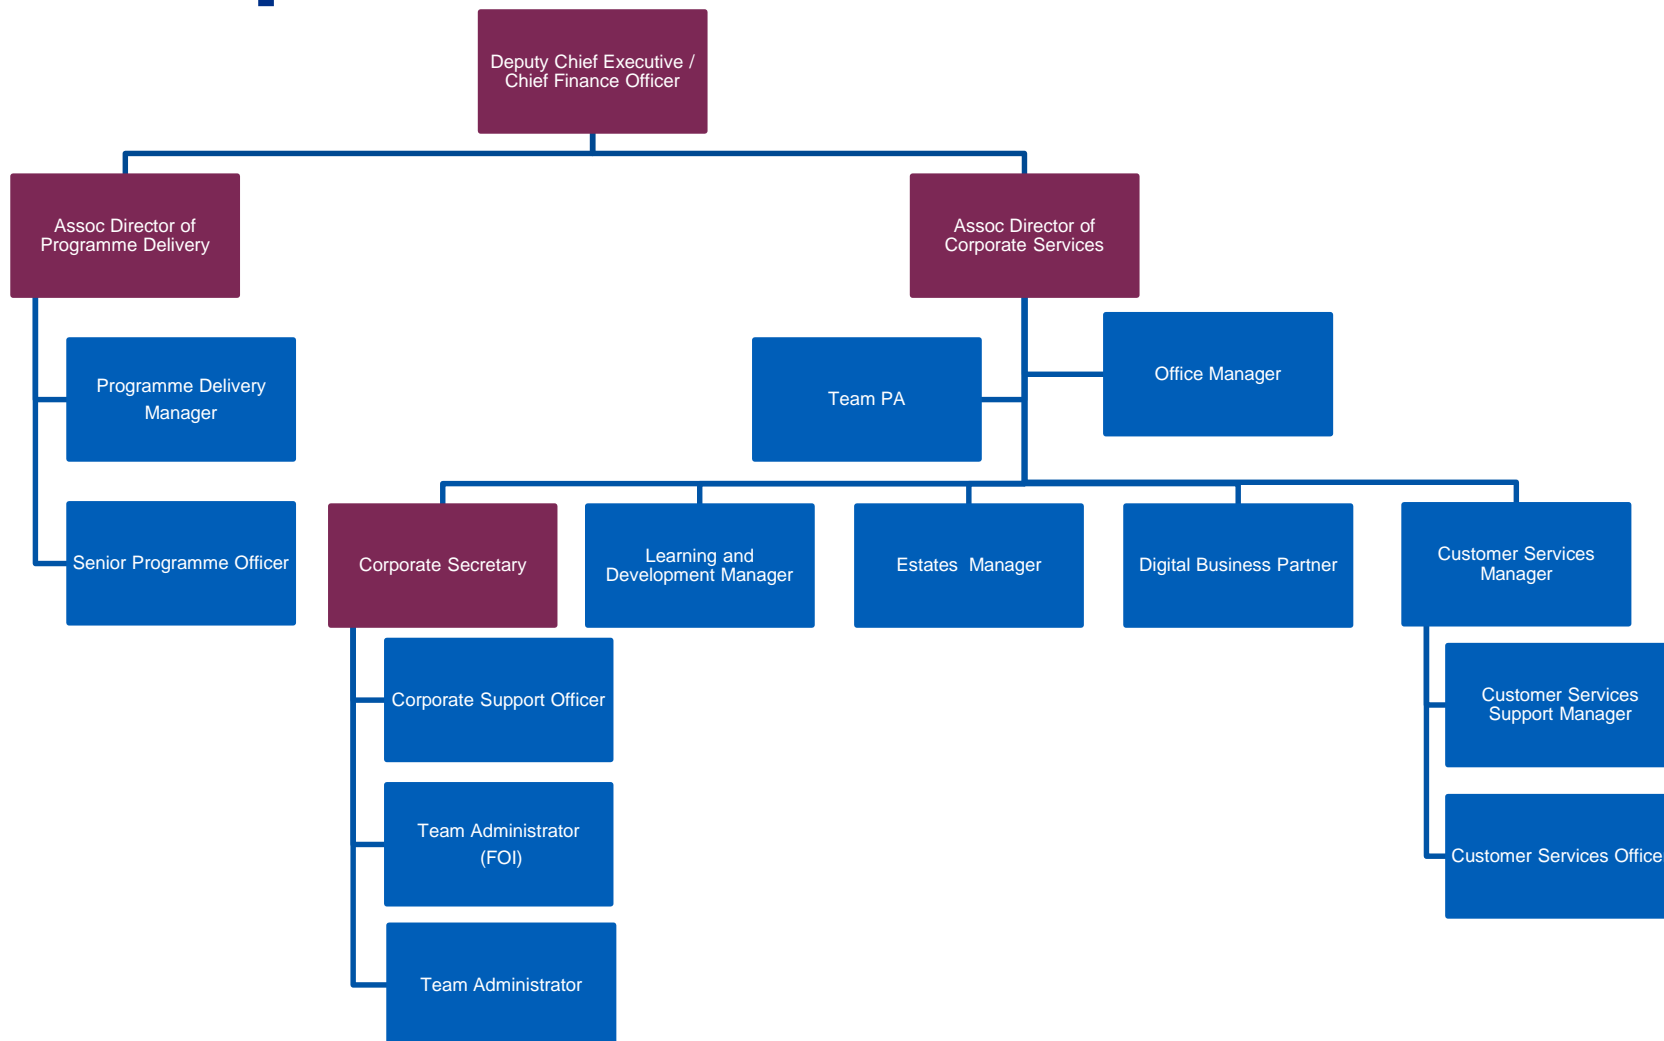 Deputy Chief Executive /
Chief Finance Officer
Assoc Director of
Programme Delivery
Assoc Director of
Corporate Services
Programme Delivery
Manager
Team PA
Office Manager
Senior Programme Officer
Corporate Secretary
Learning and
Development Manager
Estates Manager
Digital Business Partner
Customer Services
Manager
Corporate Support Officer
Customer Services
Support Manager
Team Administrator
(FOI)
Customer Services Officer
Team Administrator